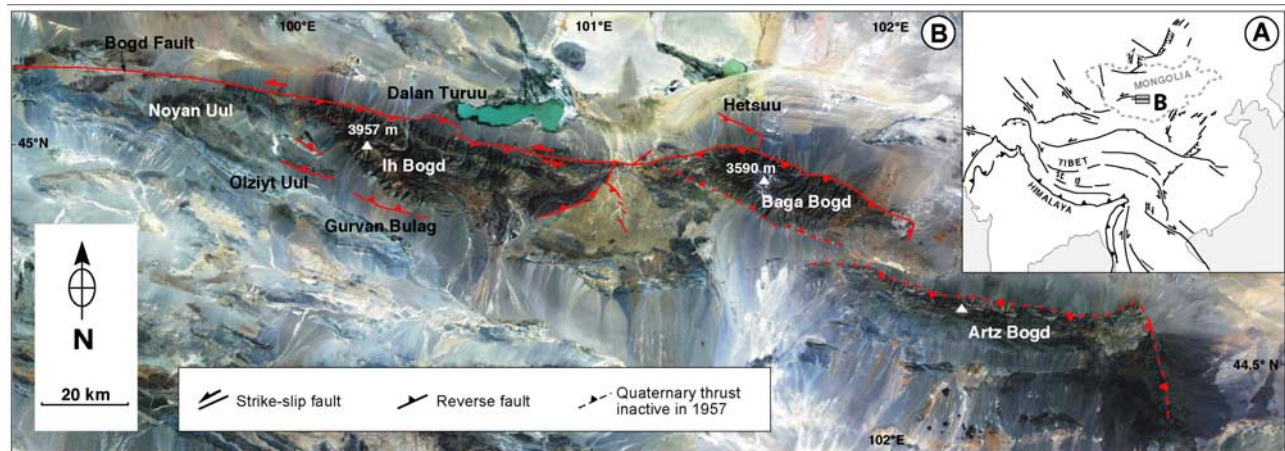 100°E
101°E
102°E
B
A
Bogd Fault
Noyan Uul
Dalan Turuu
Hetsuu
MONGOLIA
B
45°N
3957 m
Ih Bogd
3590 m
Baga Bogd
TIBET
HIMALAYA
Olziyt Uul
Gurvan Bulag
N
20 km
Artz Bogd
44.5° N
Strike-slip fault
Reverse fault
Quaternary thrust
inactive in 1957
102°E